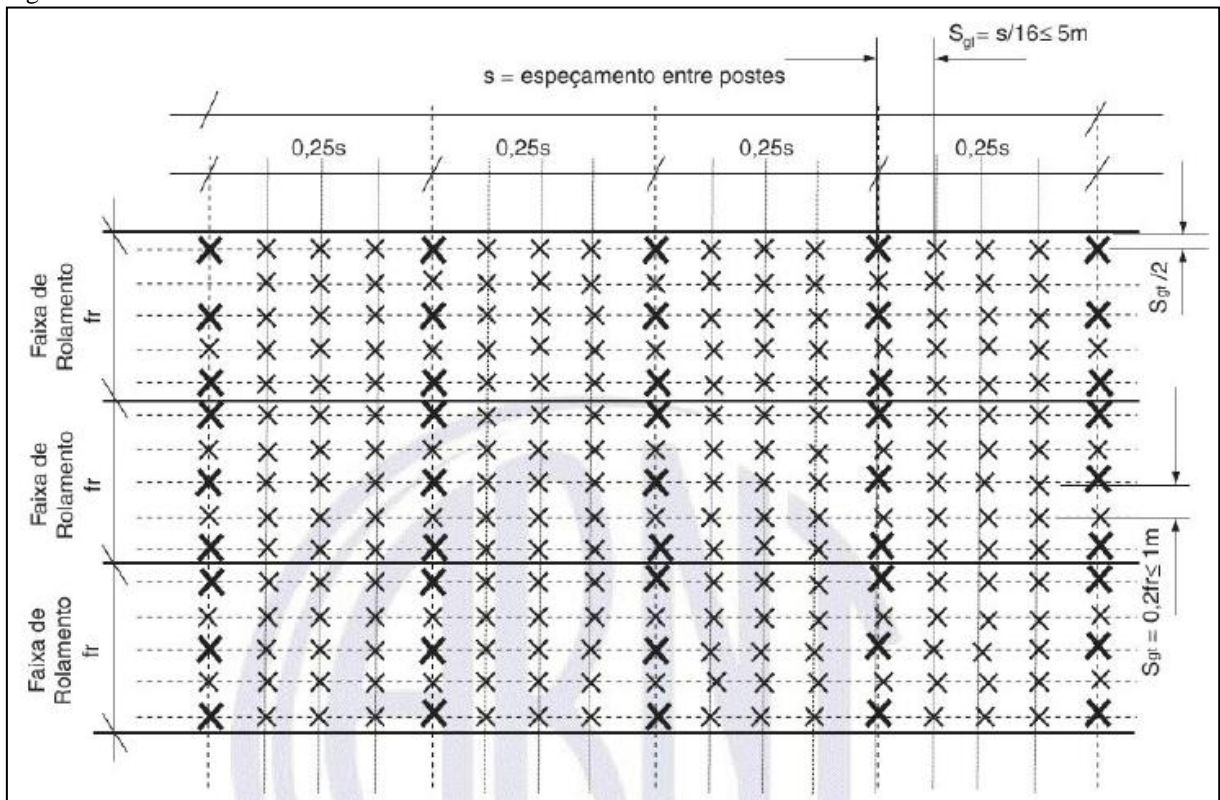 S_gl = s/16 ≤ 5m
s = espeçamento entre postes
0,25s
0,25s
0,25s
0,25s
S_gt/2
Faixa de
Rolamento
fr
Faixa de
Rolamento
fr
S_gt = 0,2fr ≤ 1m
Faixa de
Rolamento
fr